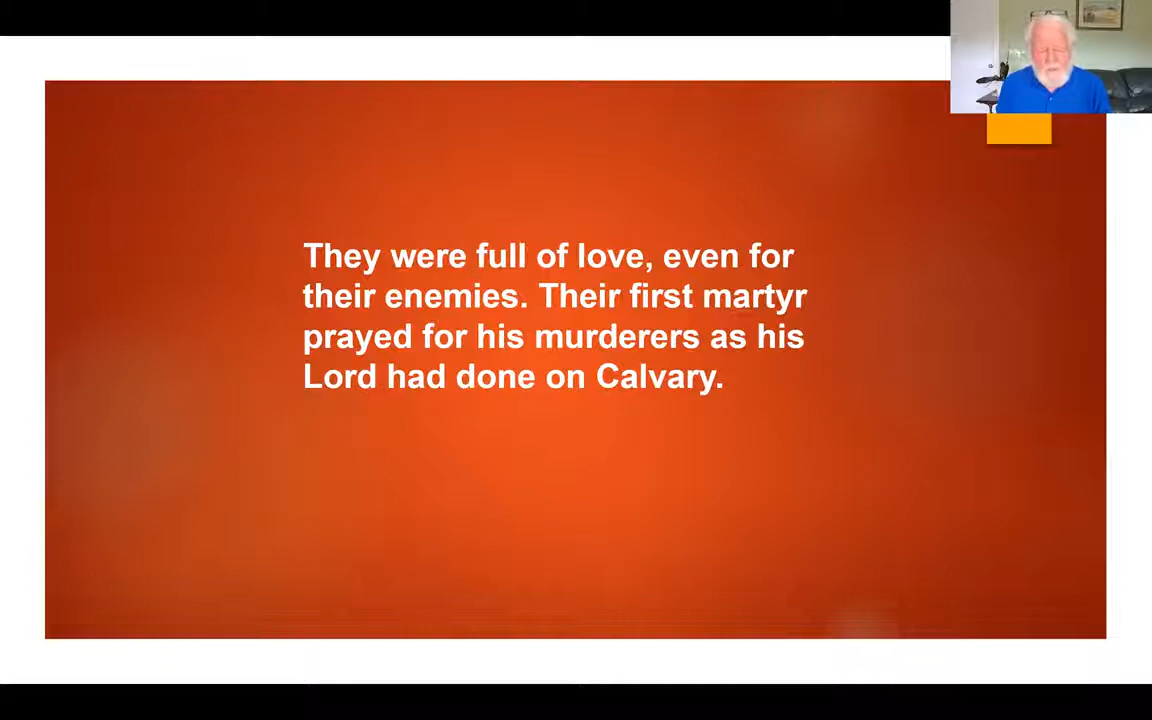 They were full of love, even for
their enemies. Their first martyr
prayed for his murderers as his
Lord had done on Calvary.